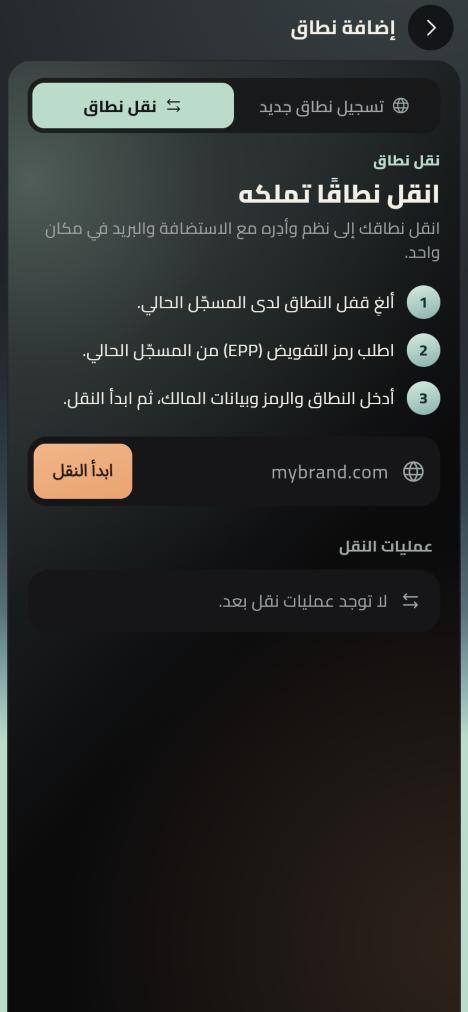 إضافة نطاق
تسجيل نطاق جديد
نقل نطاق
نقل نطاق
انقل نطاقًا تملكه
انقل نطاقك إلى نظم وأدِره مع الاستضافة والبريد في مكان
واحد.
1 ألغِ قفل النطاق لدى المسجّل الحالي.
2 اطلب رمز التفويض (EPP) من المسجّل الحالي.
3 أدخل النطاق والرمز وبيانات المالك، ثم ابدأ النقل.
mybrand.com
ابدأ النقل
عمليات النقل
لا توجد عمليات نقل بعد.